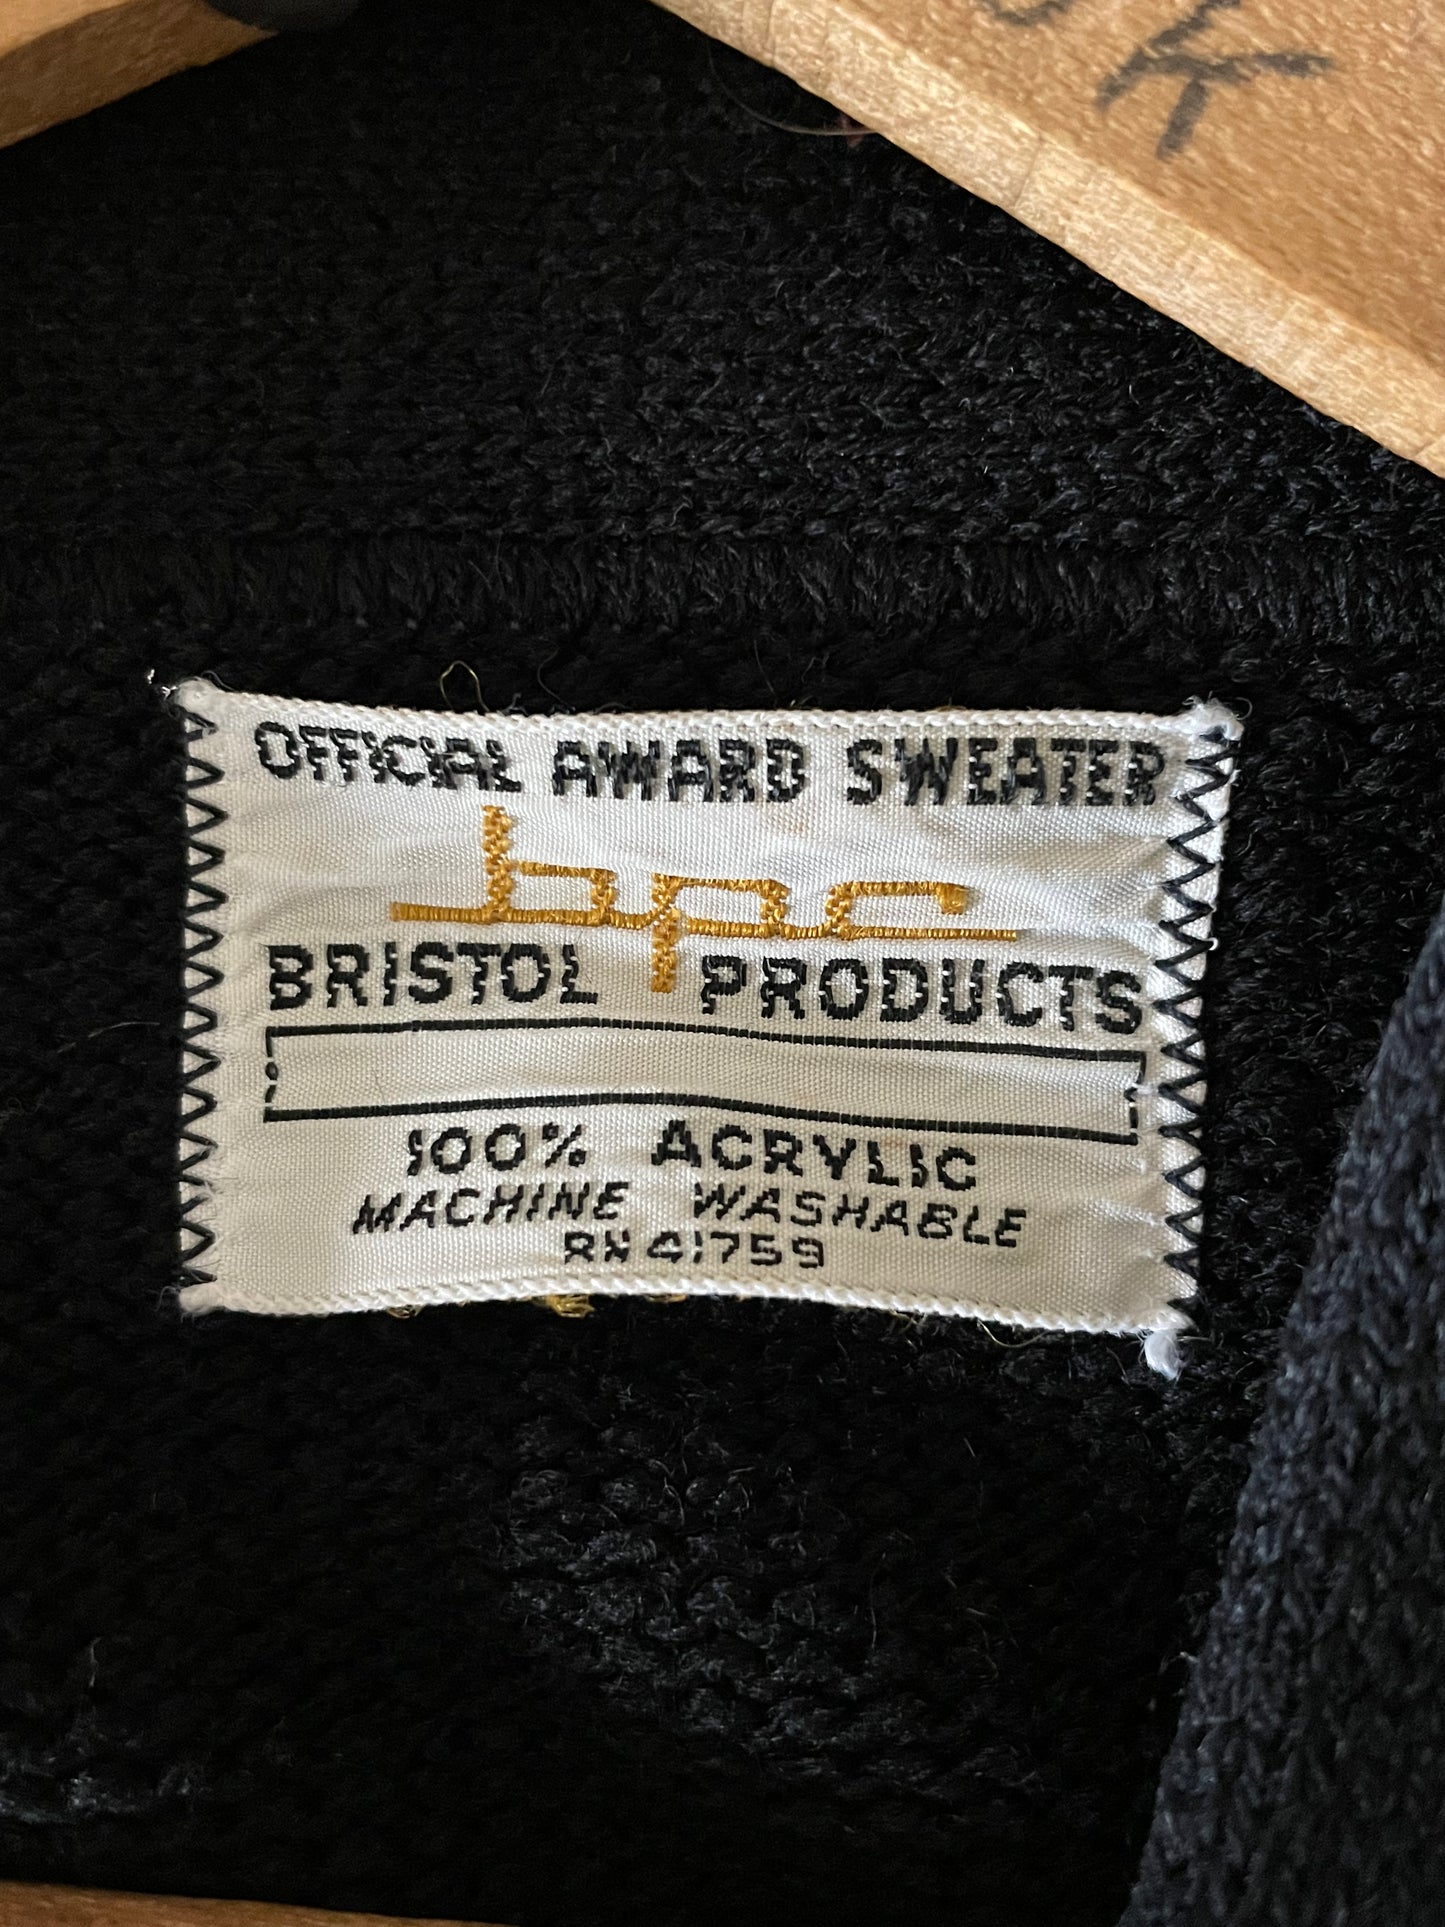 OFFICIAL AWARD SWEATER
bpc
BRISTOL PRODUCTS
100% ACRYLIC
MACHINE WASHABLE
RN 41759